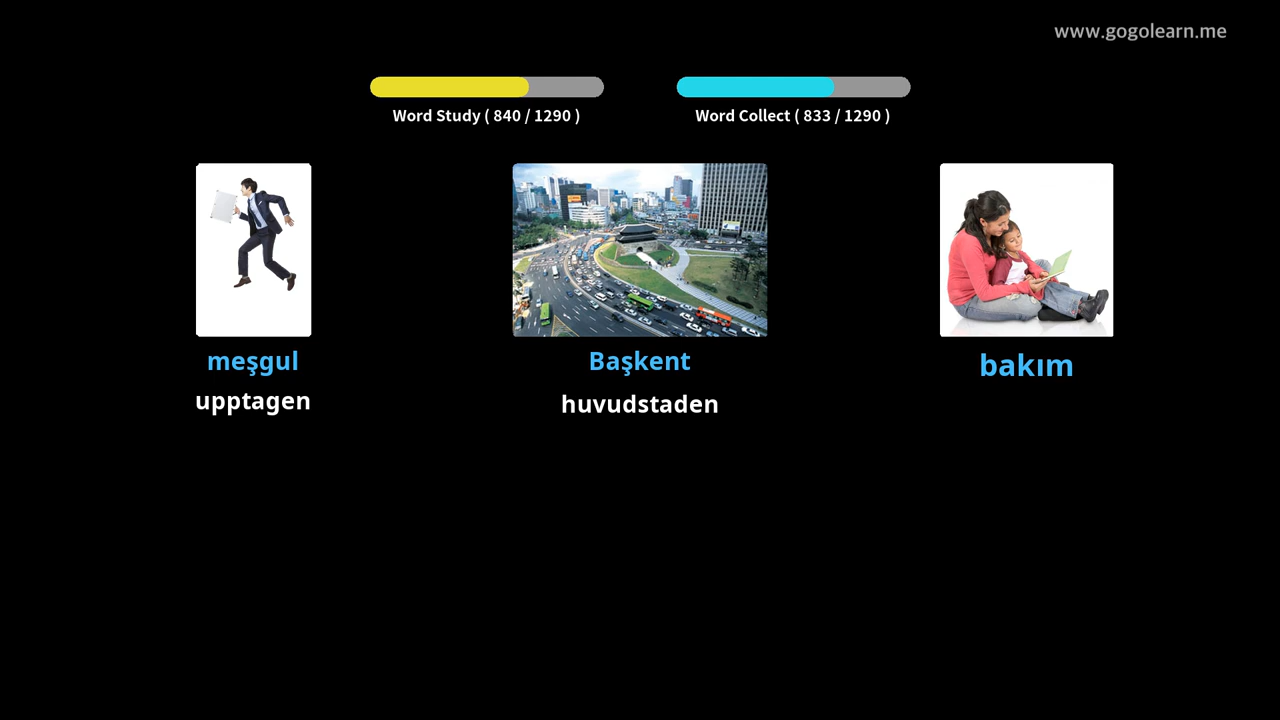 www.gogolearn.me
Word Study ( 840 / 1290 )
Word Collect ( 833 / 1290 )
meşgul
upptagen
Başkent
huvudstaden
bakım